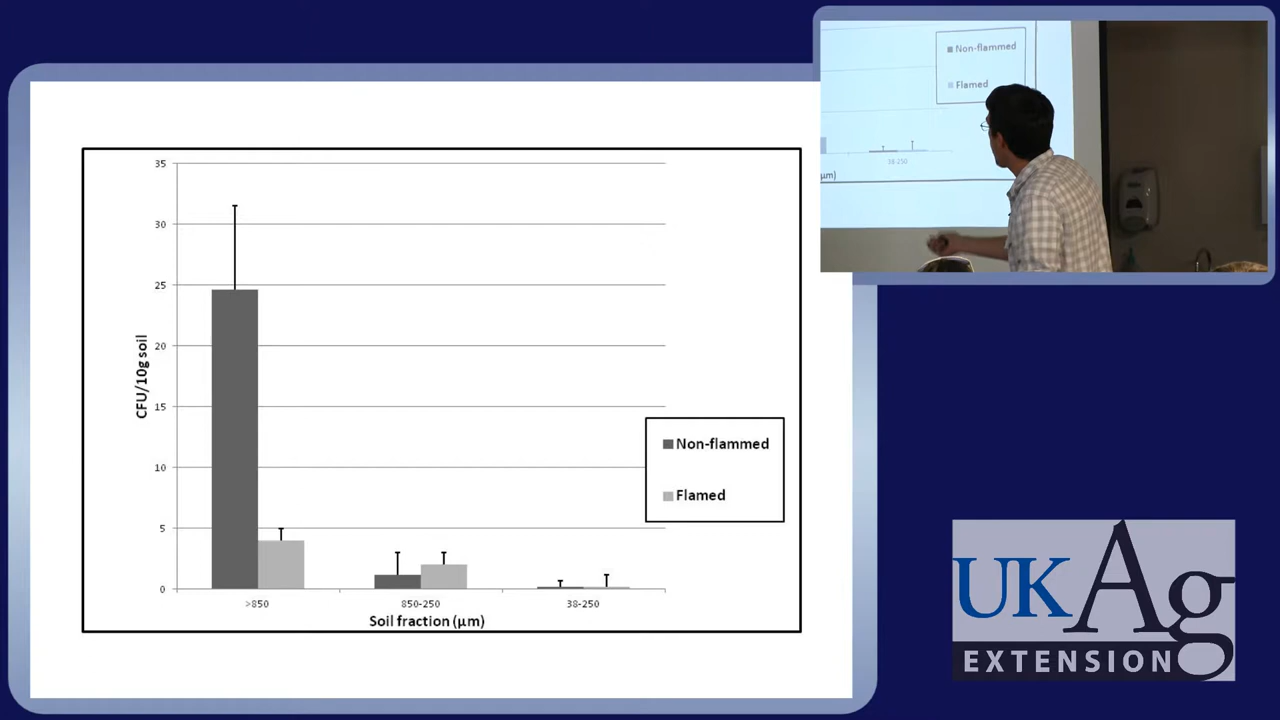 35
30
25
20
15
10
5
0
CFU/10g soil
>850
850-250
38-250
Soil fraction (µm)
Non-flammed
Flamed
Non-flammed
Flamed
38-250
µm)
UKAg
EXTENSION